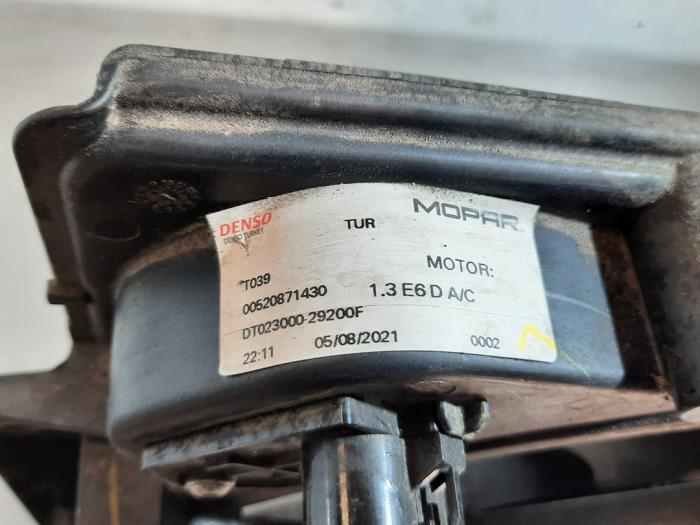 DENSO
DENSO TURKEY
TUR
MOPAR
MOTOR:
T039
00520871430 1.3 E6 D A/C
DT023000-29200F
22:11 05/08/2021 0002